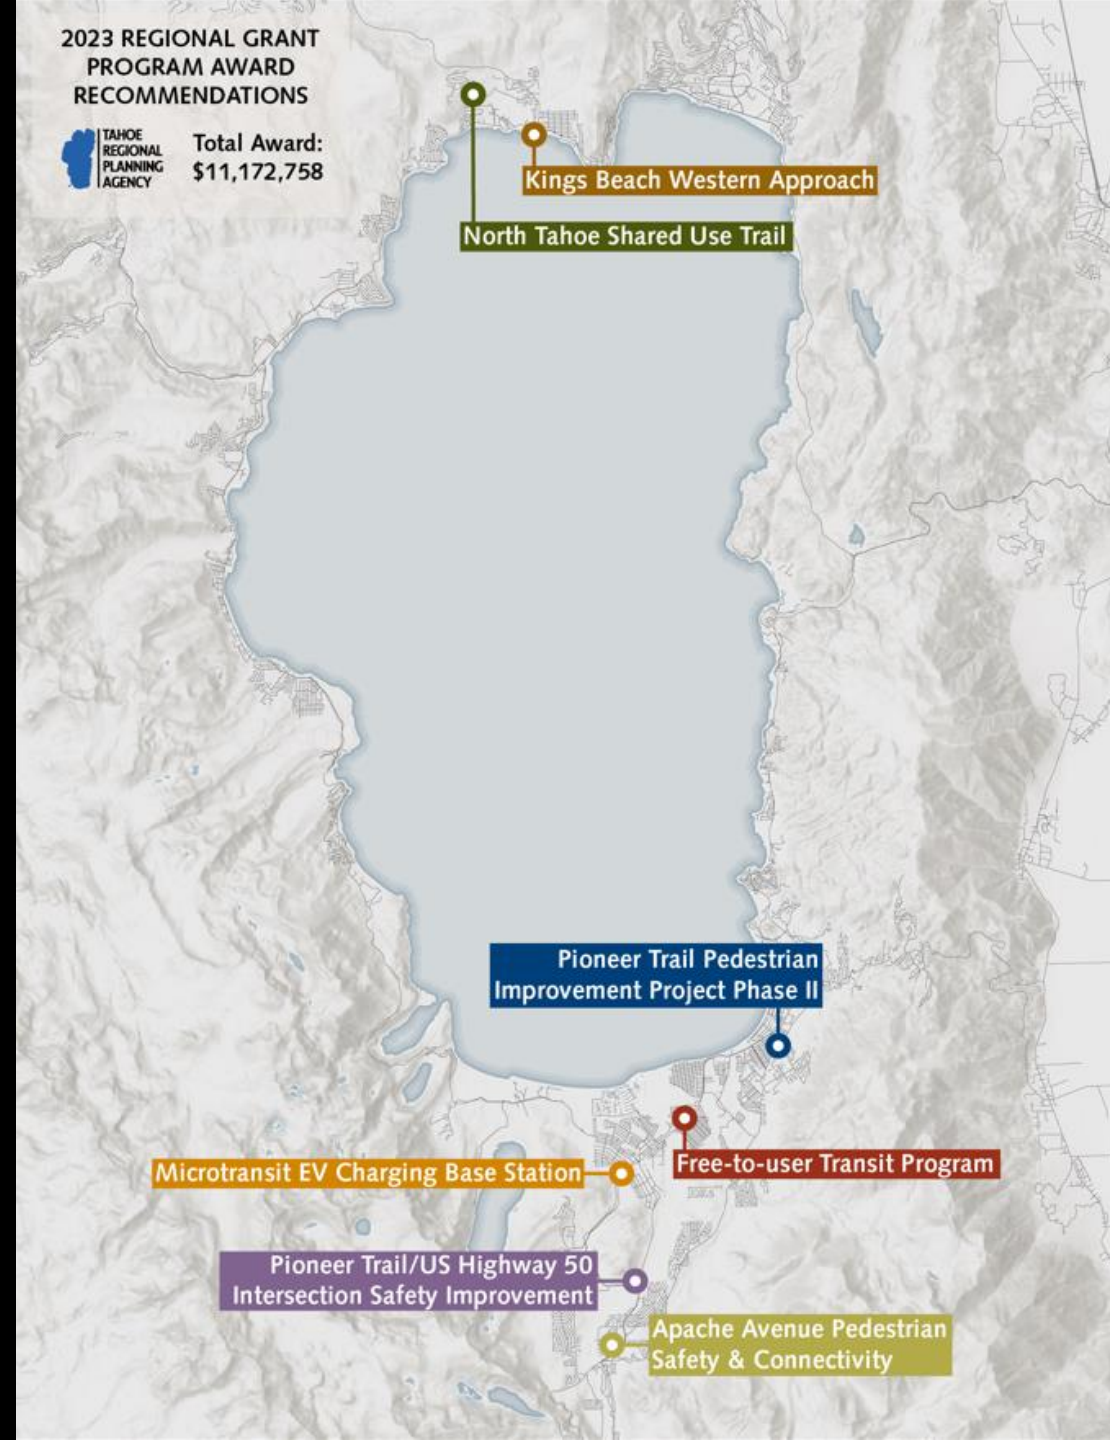 2023 REGIONAL GRANT
PROGRAM AWARD
RECOMMENDATIONS
TAHOE
REGIONAL
PLANNING
AGENCY
Total Award:
$11,172,758
Kings Beach Western Approach
North Tahoe Shared Use Trail
Pioneer Trail Pedestrian
Improvement Project Phase II
Free-to-user Transit Program
Microtransit EV Charging Base Station
Pioneer Trail/US Highway 50
Intersection Safety Improvement
Apache Avenue Pedestrian
Safety & Connectivity